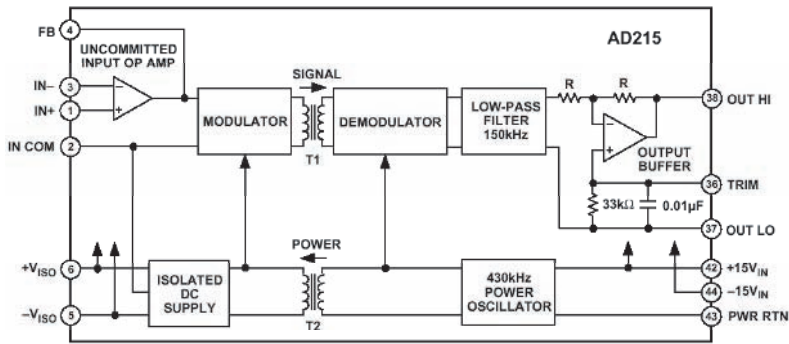 FB
4
UNCOMMITTED
INPUT OP AMP
AD215
IN–
3
–
IN+
1
+
SIGNAL
MODULATOR
T1
DEMODULATOR
LOW-PASS
FILTER
150kHz
R
R
38
OUT HI
–
+
OUTPUT
BUFFER
IN COM
2
36
TRIM
33kΩ
0.01µF
37
OUT LO
POWER
+VISO
6
ISOLATED
DC
SUPPLY
T2
430kHz
POWER
OSCILLATOR
42
+15VIN
44
–15VIN
–VISO
5
43
PWR RTN